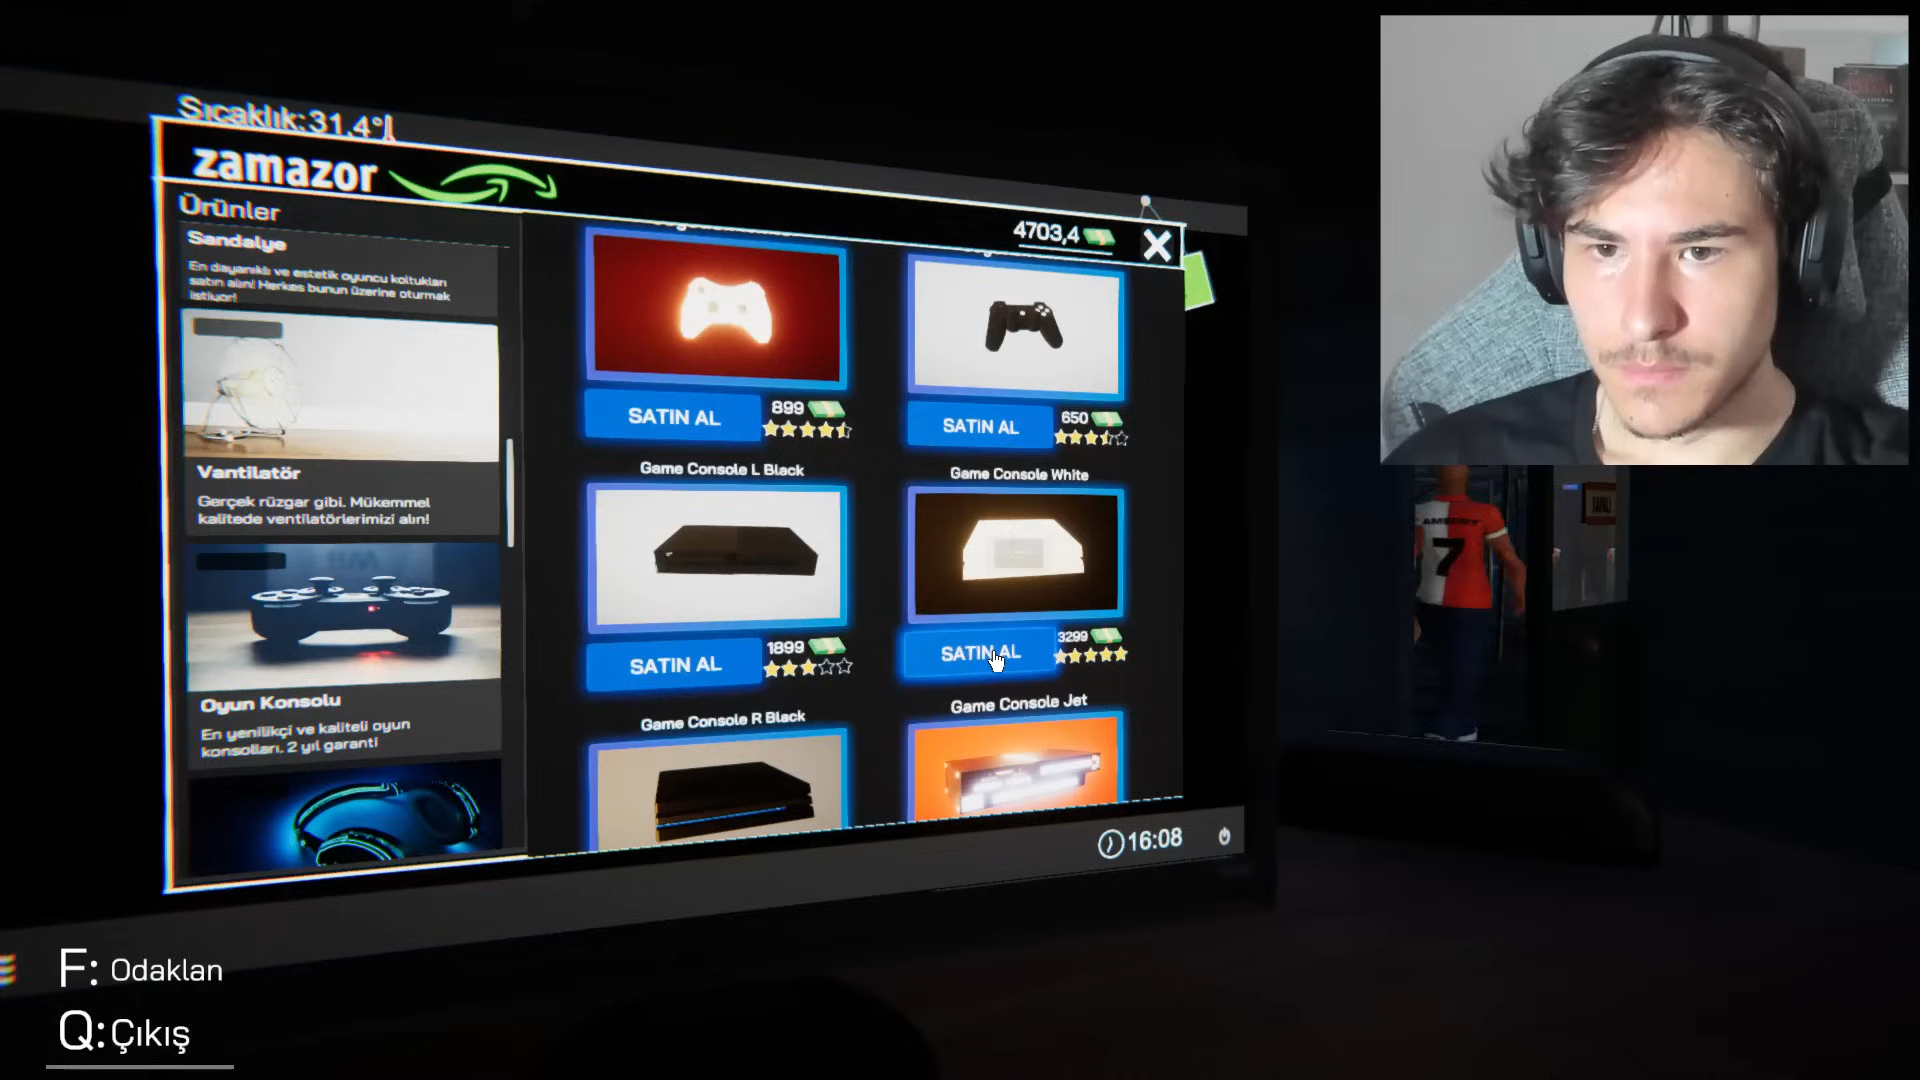 Sıcaklık:31.4°
zamazor
4703,4
Ürünler
Sandalye
En dayanıklı ve estetik oyuncu koltukları
satın alın! Herkes bunun üzerine oturmak
istiyor!
Vantilatör
Gerçek rüzgar gibi. Mükemmel
kalitede ventilatörlerimizi alın!
Oyun Konsolu
En yenilikçi ve kaliteli oyun
konsolları. 2 yıl garanti
SATIN AL
899
SATIN AL
650
Game Console L Black
Game Console White
SATIN AL
1899
SATIN AL
3299
Game Console R Black
Game Console Jet
16:08
7
F: Odaklan
Q: Çıkış